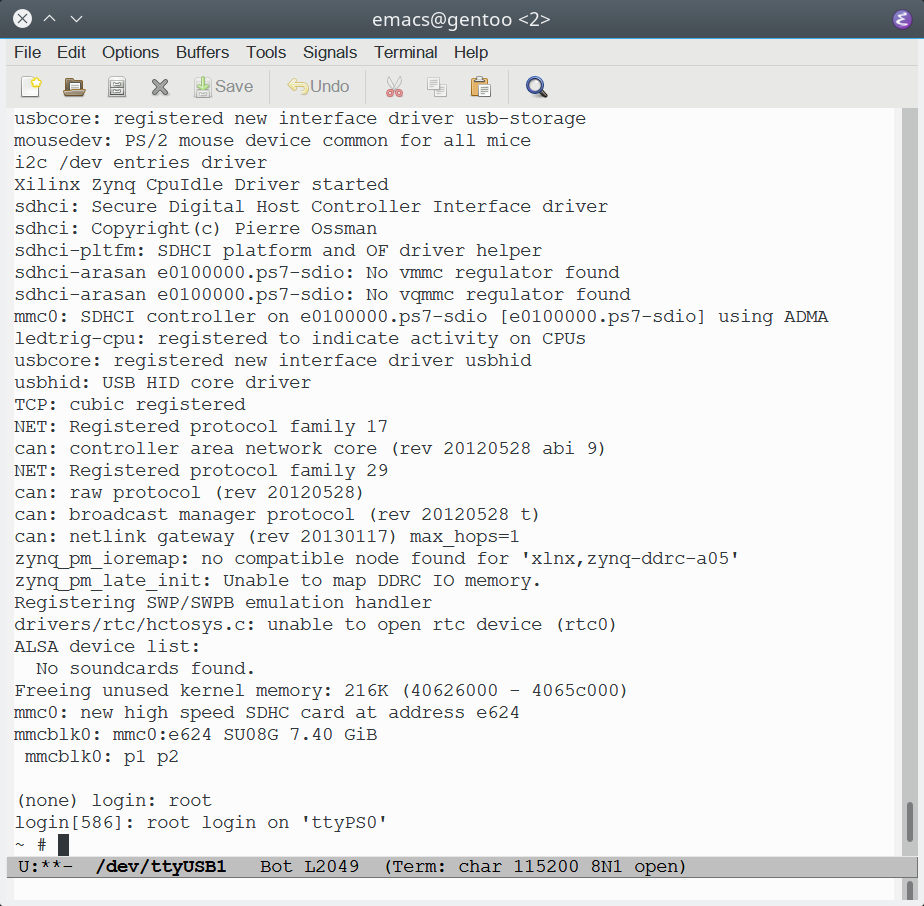 emacs@gentoo <2>
File Edit Options Buffers Tools Signals Terminal Help
Save Undo
usbcore: registered new interface driver usb-storage
mousedev: PS/2 mouse device common for all mice
i2c /dev entries driver
Xilinx Zynq CpuIdle Driver started
sdhci: Secure Digital Host Controller Interface driver
sdhci: Copyright(c) Pierre Ossman
sdhci-pltfm: SDHCI platform and OF driver helper
sdhci-arasan e0100000.ps7-sdio: No vmmc regulator found
sdhci-arasan e0100000.ps7-sdio: No vqmmc regulator found
mmc0: SDHCI controller on e0100000.ps7-sdio [e0100000.ps7-sdio] using ADMA
ledtrig-cpu: registered to indicate activity on CPUs
usbcore: registered new interface driver usbhid
usbhid: USB HID core driver
TCP: cubic registered
NET: Registered protocol family 17
can: controller area network core (rev 20120528 abi 9)
NET: Registered protocol family 29
can: raw protocol (rev 20120528)
can: broadcast manager protocol (rev 20120528 t)
can: netlink gateway (rev 20130117) max_hops=1
zynq_pm_ioremap: no compatible node found for 'xlnx,zynq-ddrc-a05'
zynq_pm_late_init: Unable to map DDRC IO memory.
Registering SWP/SWPB emulation handler
drivers/rtc/hctosys.c: unable to open rtc device (rtc0)
ALSA device list:
  No soundcards found.
Freeing unused kernel memory: 216K (40626000 - 4065c000)
mmc0: new high speed SDHC card at address e624
mmcblk0: mmc0:e624 SU08G 7.40 GiB
 mmcblk0: p1 p2
(none) login: root
login[586]: root login on 'ttyPS0'
~ #
U:**- /dev/ttyUSB1 Bot L2049 (Term: char 115200 8N1 open)